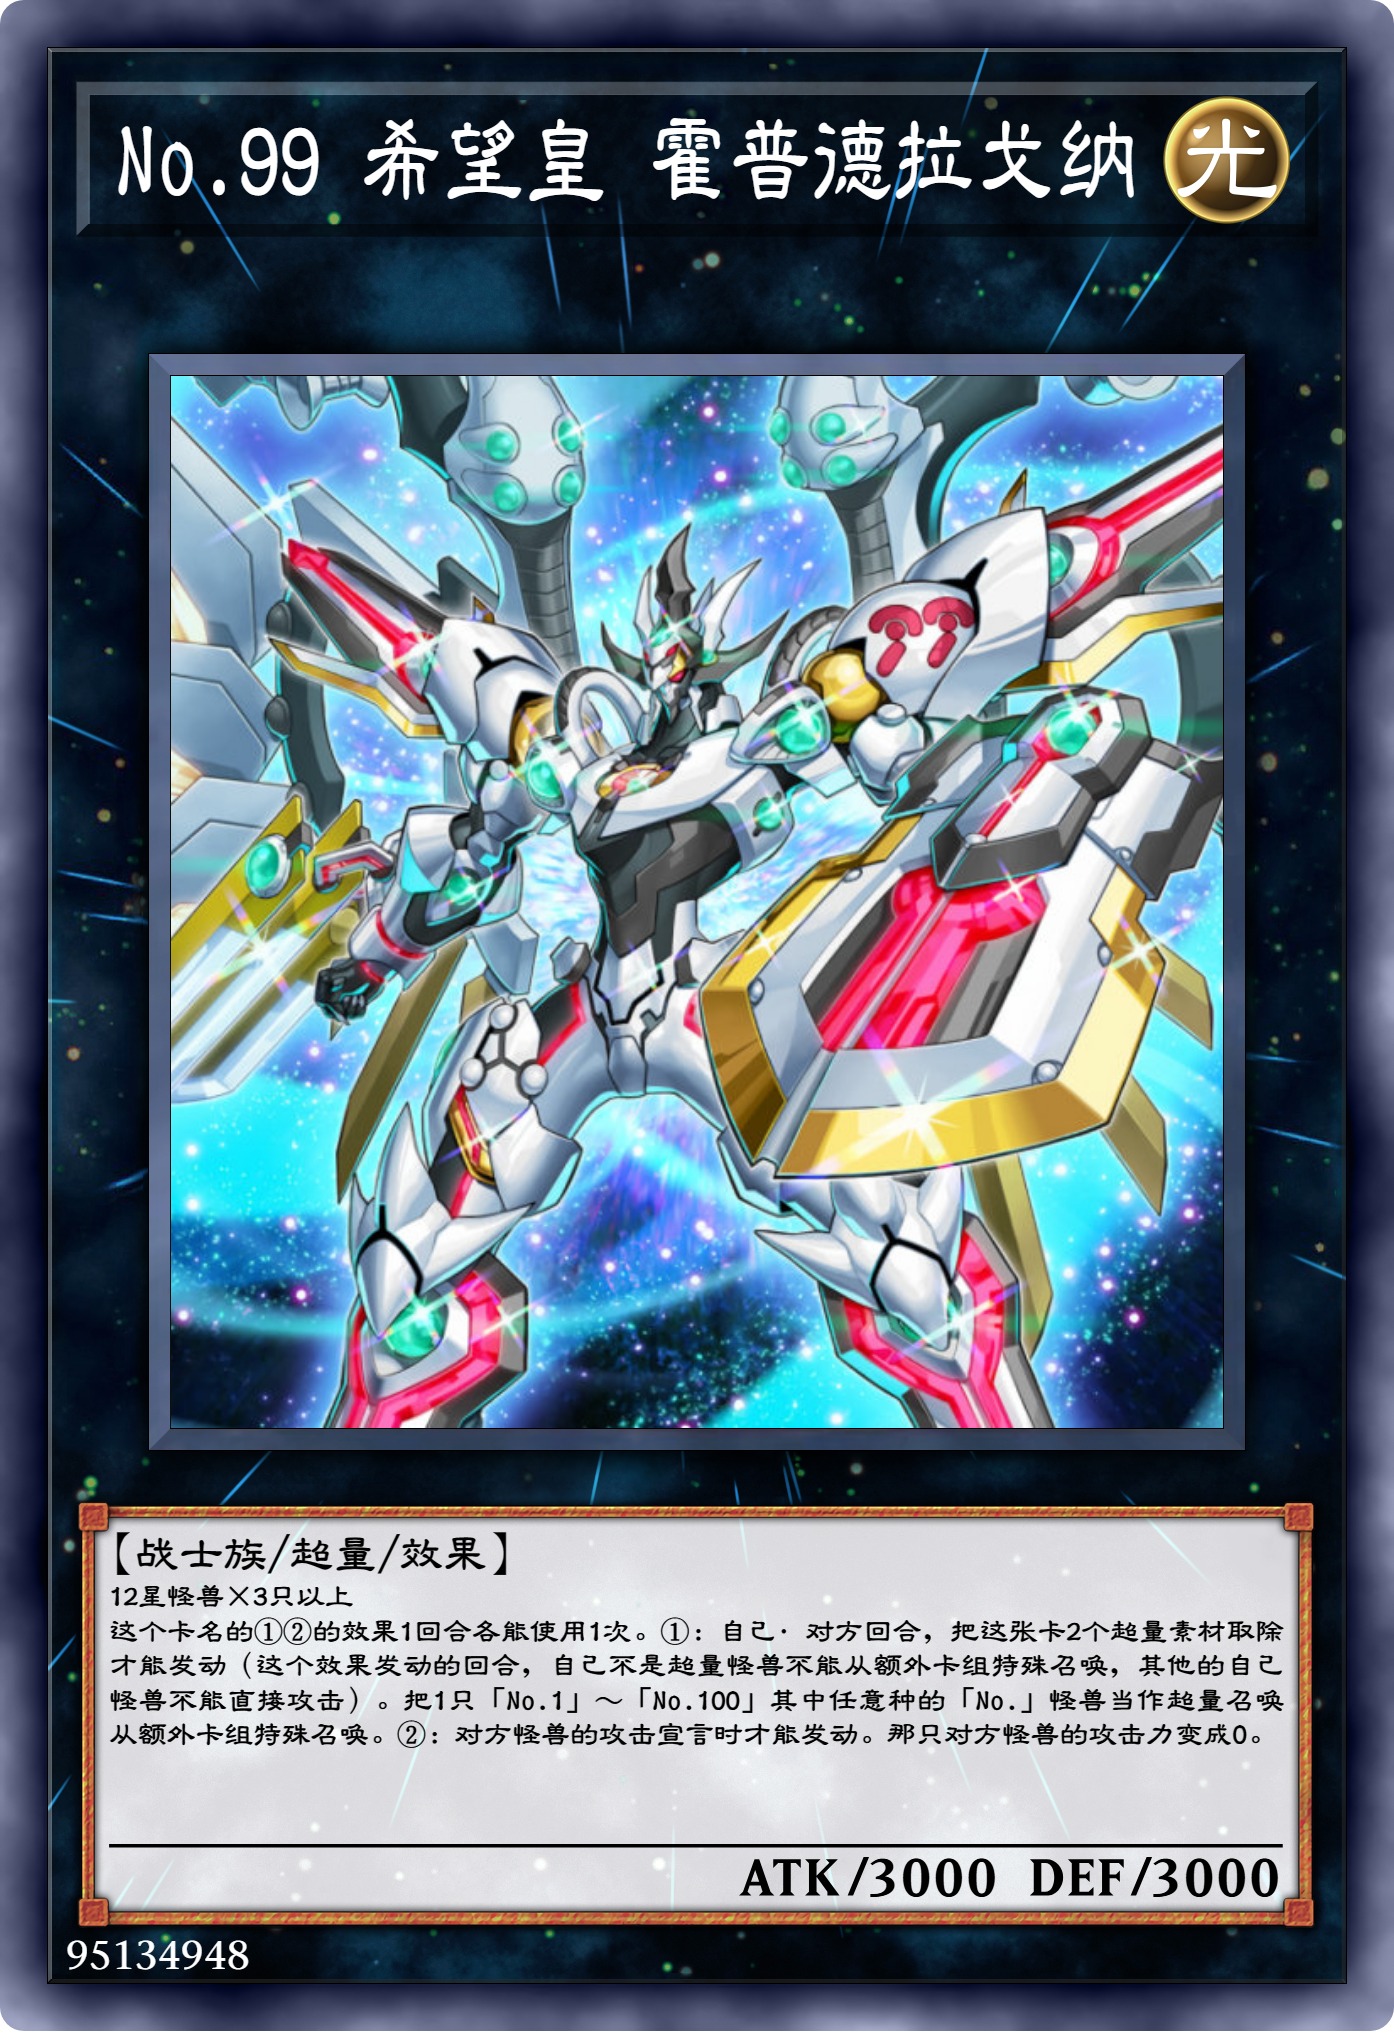 No.99 希望皇 霍普德拉戈纳 光
【战士族/超量/效果】
12星怪兽×3只以上
这个卡名的①②的效果1回合各能使用1次。①：自己·对方回合，把这张卡2个超量素材取除
才能发动（这个效果发动的回合，自己不是超量怪兽不能从额外卡组特殊召唤，其他的自己
怪兽不能直接攻击）。把1只「No.1」～「No.100」其中任意种的「No.」怪兽当作超量召唤
从额外卡组特殊召唤。②：对方怪兽的攻击宣言时才能发动。那只对方怪兽的攻击力变成0。
ATK/3000 DEF/3000
95134948